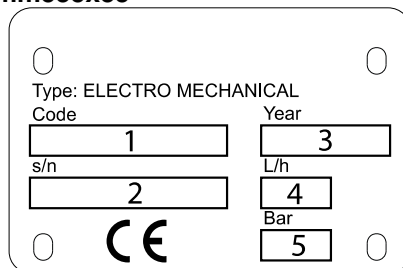 Type: ELECTRO MECHANICAL
Code Year
1 3
s/n L/h
2 4
CE Bar
5